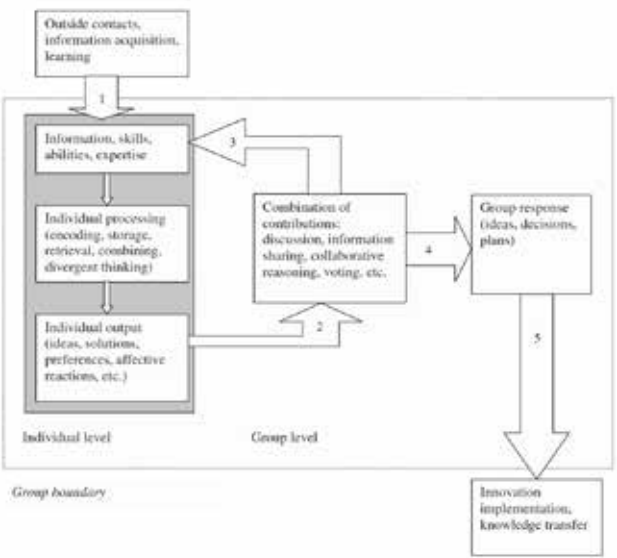 Outside contacts,
information acquisition,
learning
1
Information, skills,
abilities, expertise
3
Individual processing
(encoding, storage,
retrieval, combining,
divergent thinking)
Combination of
contributions:
discussion, information
sharing, collaborative
reasoning, voting, etc.
4
Group response
(ideas, decisions,
plans)
Individual output
(ideas, solutions,
preferences, affective
reactions, etc.)
2
5
Individual level
Group level
Group boundary
Innovation
implementation,
knowledge transfer